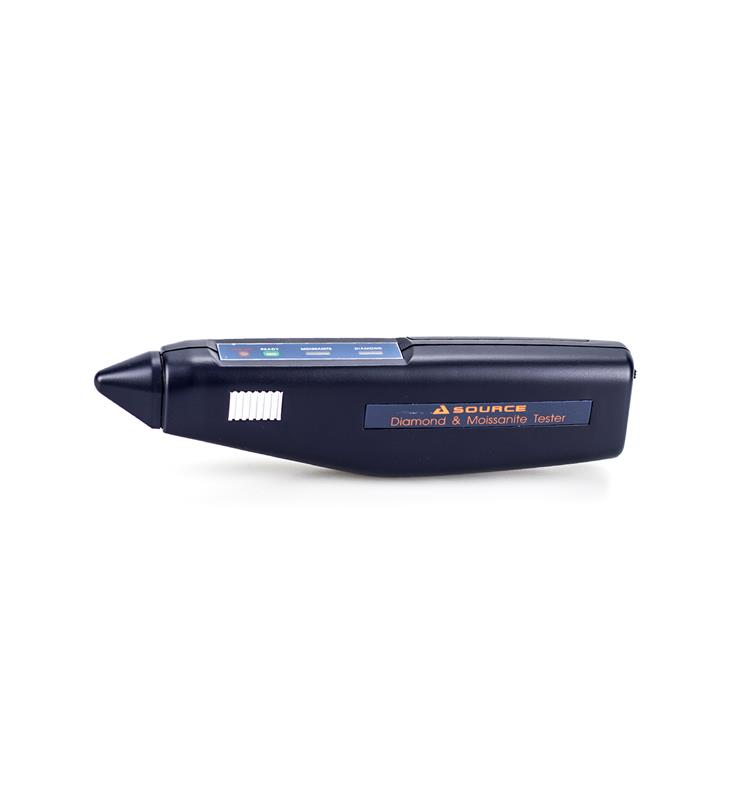 READY MOISSANITE DIAMOND
A SOURCE
Diamond & Moissanite Tester